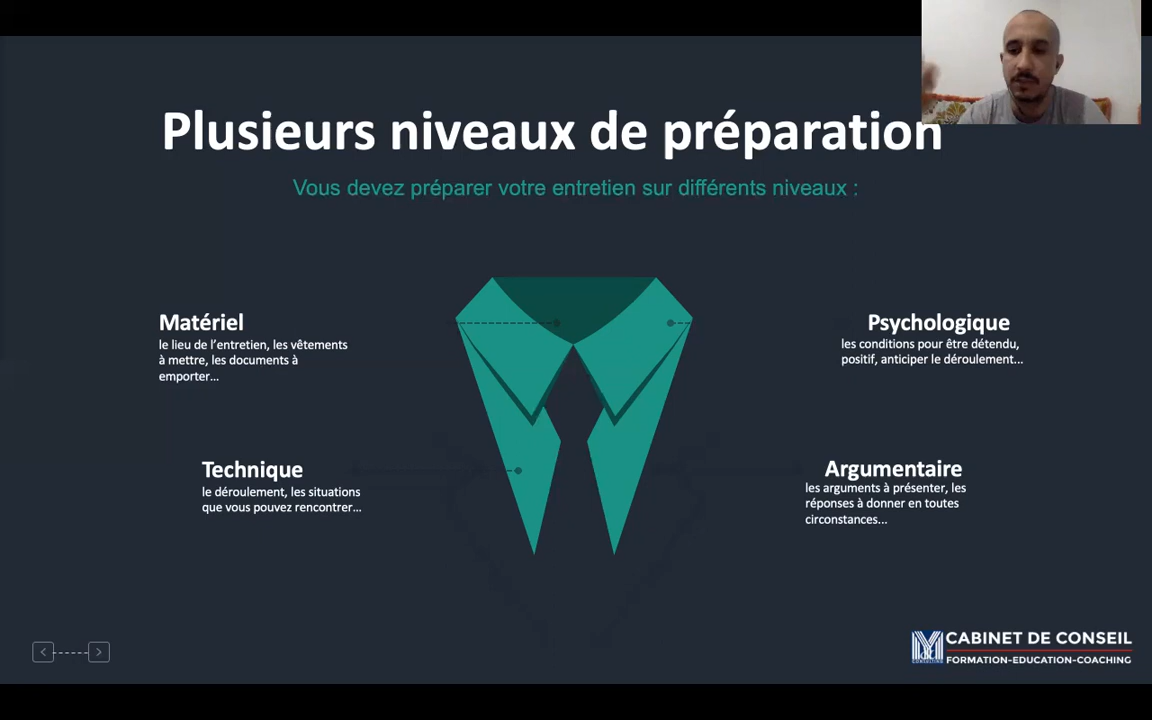 Plusieurs niveaux de préparation
Vous devez préparer votre entretien sur différents niveaux :
Matériel
le lieu de l’entretien, les vêtements
à mettre, les documents à
emporter...
Psychologique
les conditions pour être détendu,
positif, anticiper le déroulement...
Technique
le déroulement, les situations
que vous pouvez rencontrer...
Argumentaire
les arguments à présenter, les
réponses à donner en toutes
circonstances...
CABINET DE CONSEIL
FORMATION-EDUCATION-COACHING